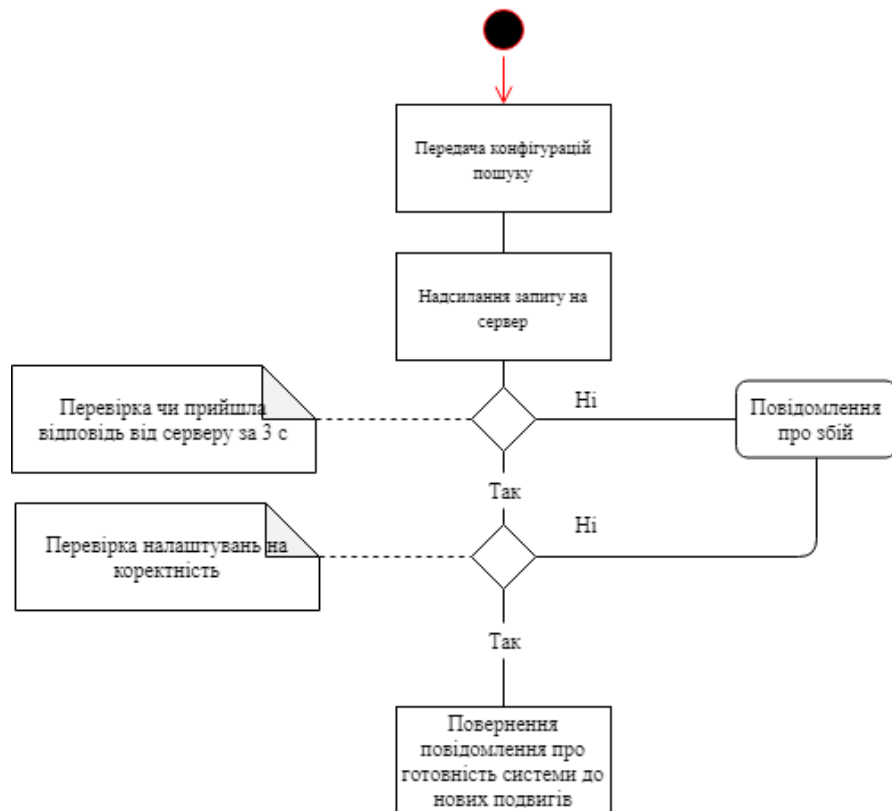 Передача конфігурацій
пошуку
Надсилання запиту на
сервер
Перевірка чи прийшла
відповідь від серверу за 3 с
Ні
Повідомлення
про збій
Так
Перевірка налаштувань на
коректність
Ні
Так
Повернення
повідомлення про
готовність системи до
нових подвигів